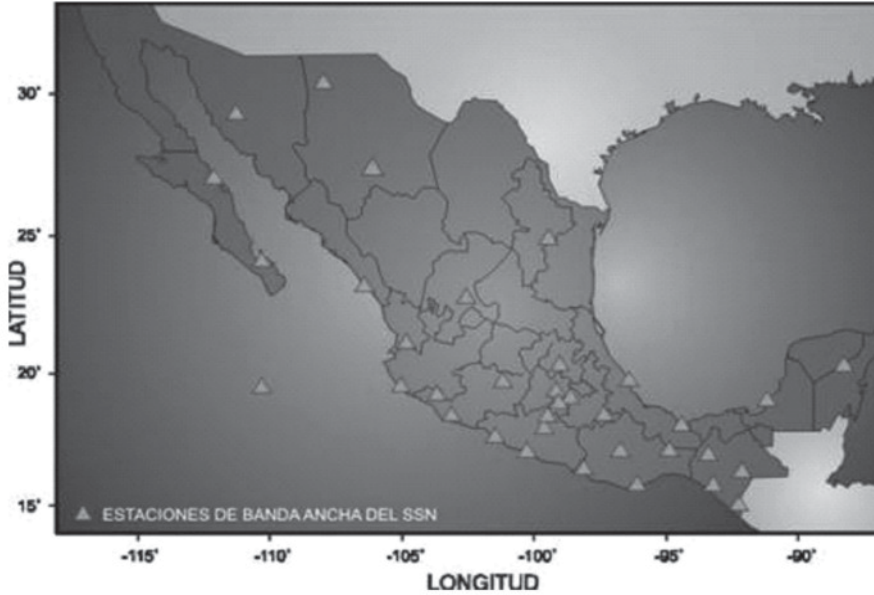 30°
25°
LATITUD
20°
15°
ESTACIONES DE BANDA ANCHA DEL SSN
-115° -110° -105° -100° -95° -90°
LONGITUD